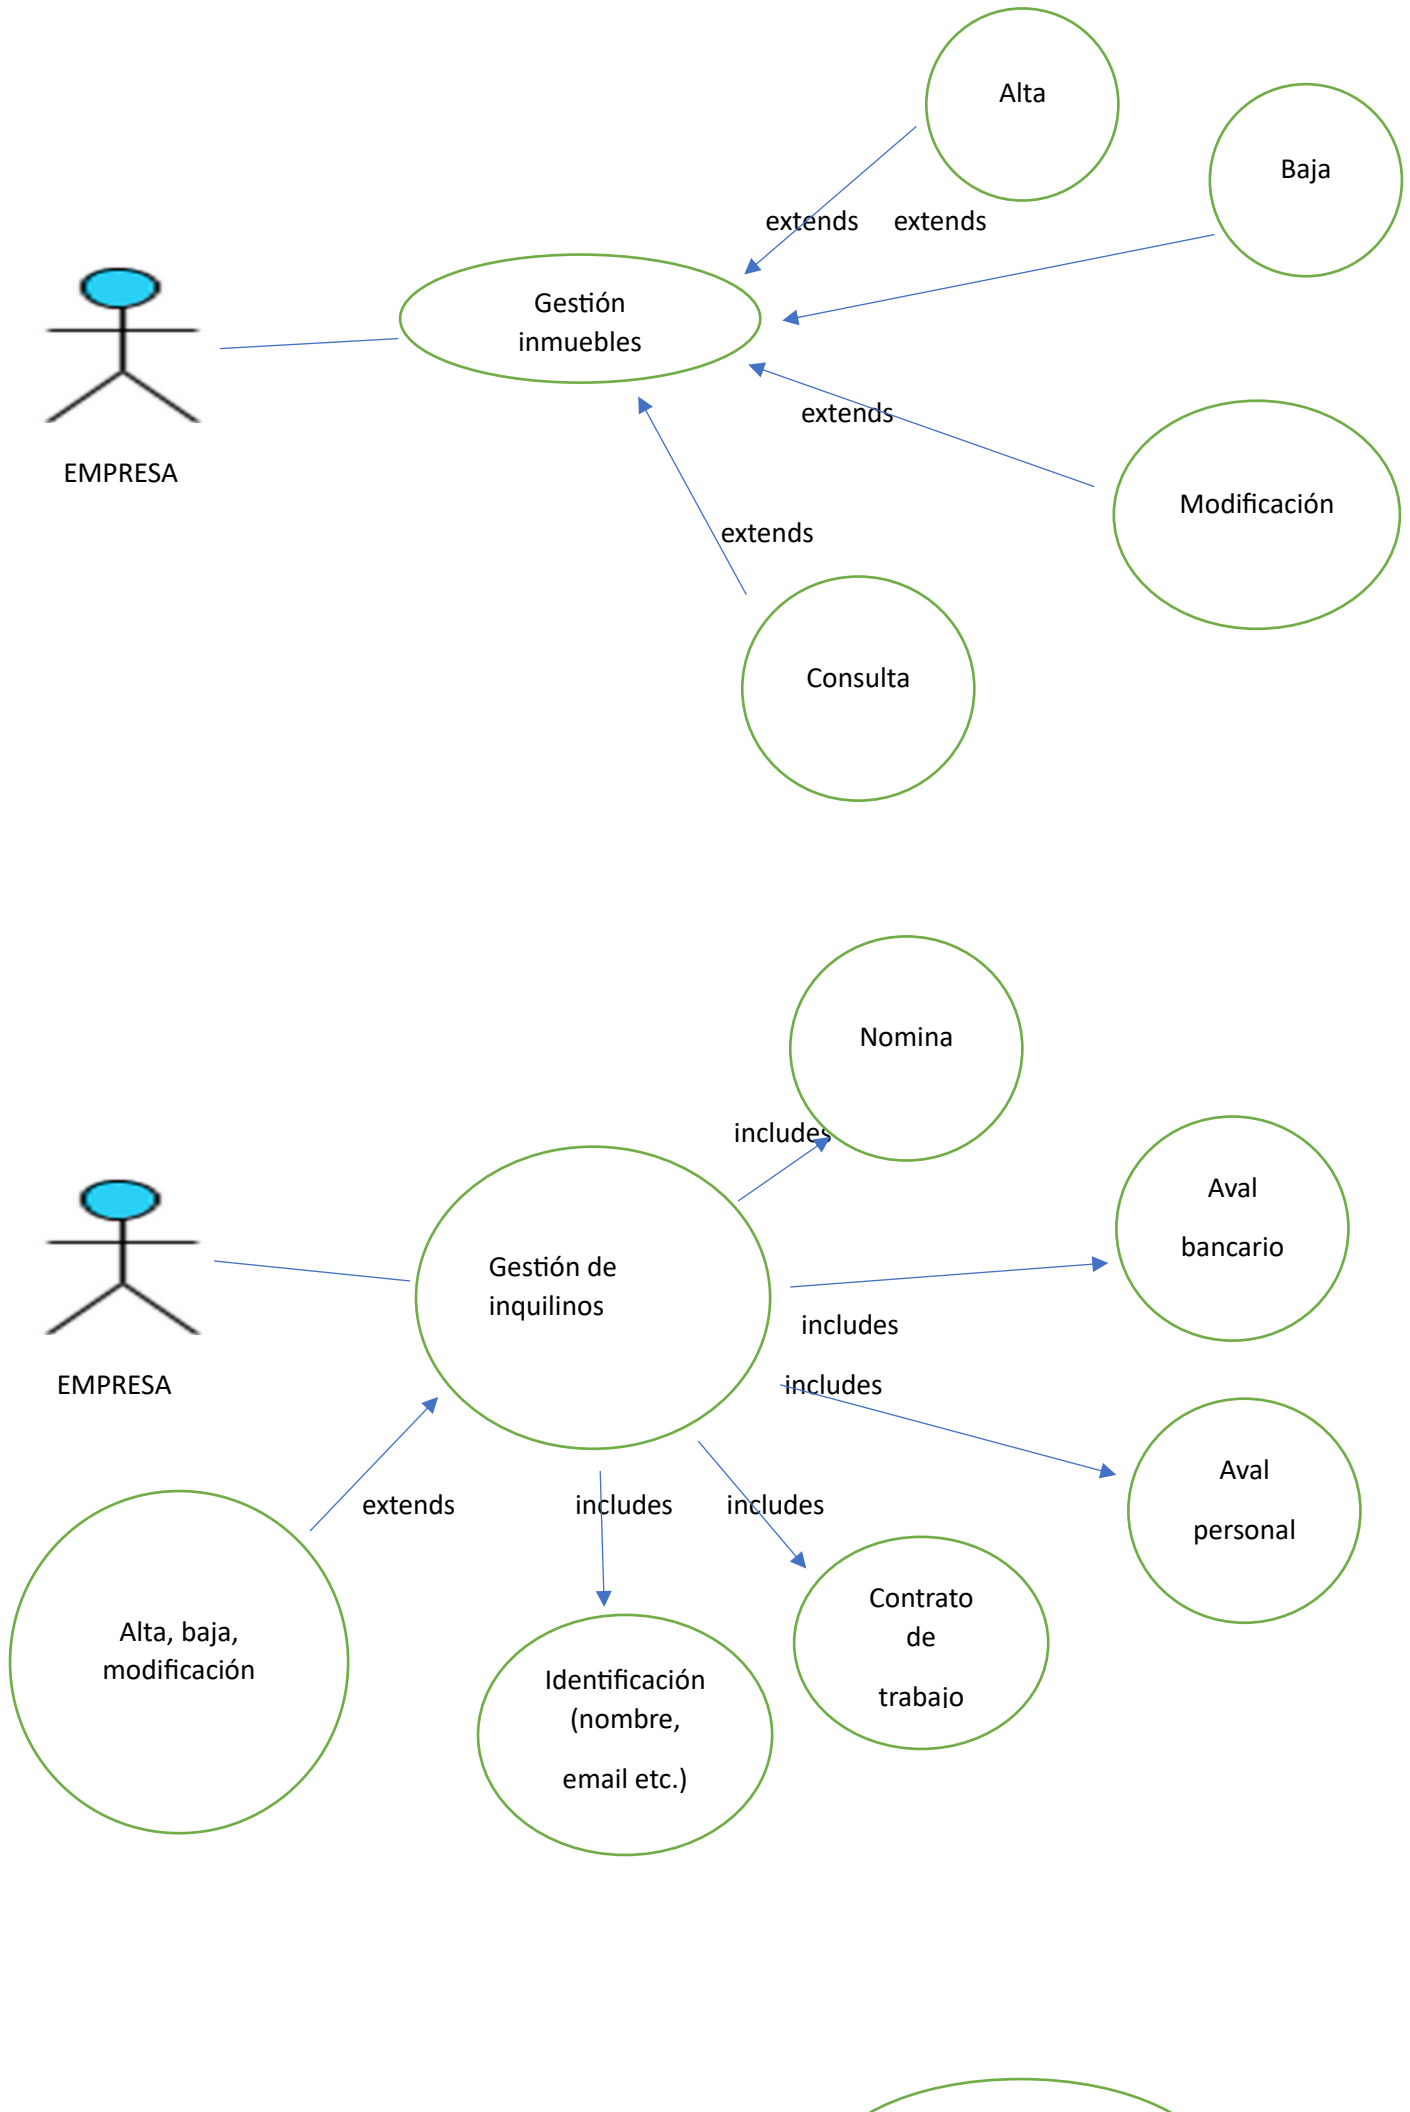 Alta
Baja
extends
extends
Gestión
inmuebles
extends
EMPRESA
Modificación
extends
Consulta
Nomina
includes
Aval
bancario
Gestión de
inquilinos
includes
EMPRESA
includes
Aval
personal
extends
includes
includes
Contrato
de
trabajo
Alta, baja,
modificación
Identificación
(nombre,
email etc.)